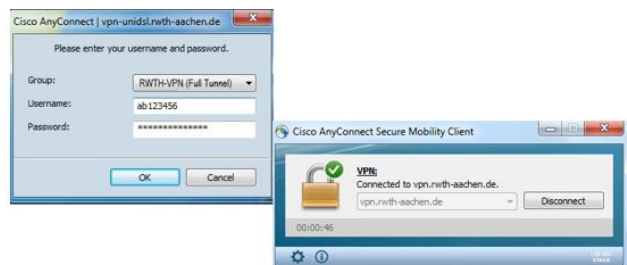 Cisco AnyConnect | vpn-unidsl.rwth-aachen.de
Please enter your username and password.
Group:
RWTH-VPN (Full Tunnel)
Username:
ab123456
Password:
**************
OK
Cancel
Cisco AnyConnect Secure Mobility Client
VPN:
Connected to vpn.rwth-aachen.de.
vpn.rwth-aachen.de
Disconnect
00:00:46
cisco